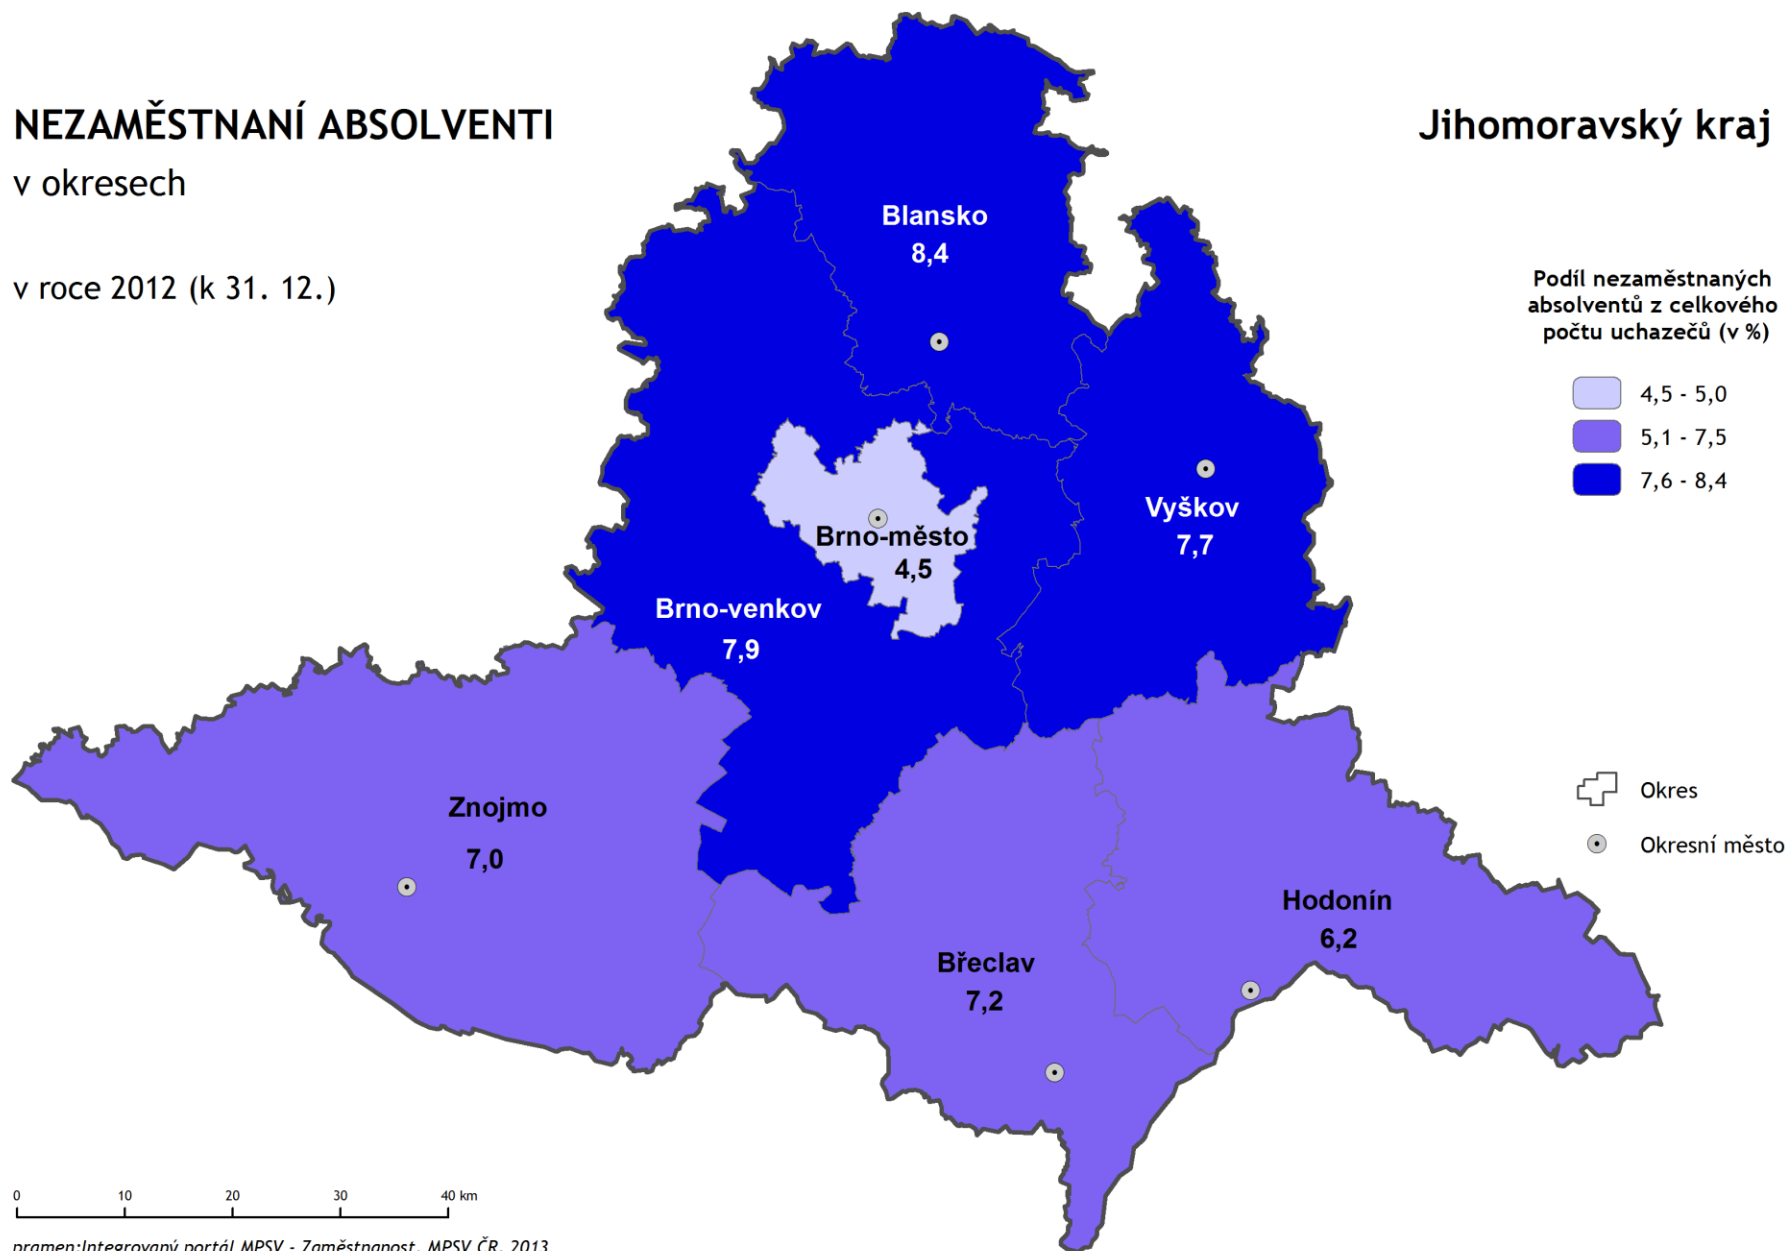 NEZAMĚSTNANÍ ABSOLVENTI
v okresech
v roce 2012 (k 31. 12.)
Jihomoravský kraj
Podíl nezaměstnaných
absolventů z celkového
počtu uchazečů (v %)
4,5 - 5,0
5,1 - 7,5
7,6 - 8,4
Blansko
8,4
Vyškov
7,7
Brno-město
4,5
Brno-venkov
7,9
Znojmo
7,0
Břeclav
7,2
Hodonín
6,2
Okres
Okresní město
0 10 20 30 40 km
pramen:Integrovaný portál MPSV - Zaměstnanost, MPSV ČR, 2013